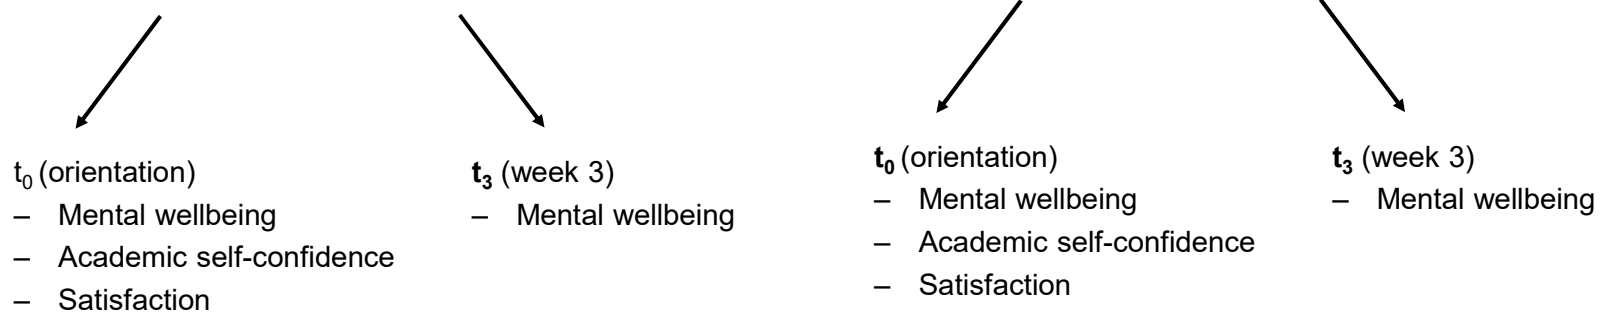 t₀ (orientation)
– Mental wellbeing
– Academic self-confidence
– Satisfaction
t₃ (week 3)
– Mental wellbeing
t₀ (orientation)
– Mental wellbeing
– Academic self-confidence
– Satisfaction
t₃ (week 3)
– Mental wellbeing